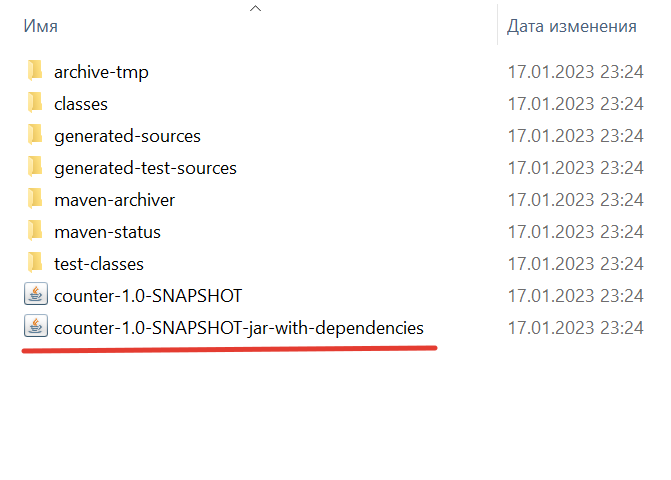 Имя Дата изменения
archive-tmp 17.01.2023 23:24
classes 17.01.2023 23:24
generated-sources 17.01.2023 23:24
generated-test-sources 17.01.2023 23:24
maven-archiver 17.01.2023 23:24
maven-status 17.01.2023 23:24
test-classes 17.01.2023 23:24
counter-1.0-SNAPSHOT 17.01.2023 23:24
counter-1.0-SNAPSHOT-jar-with-dependencies 17.01.2023 23:24